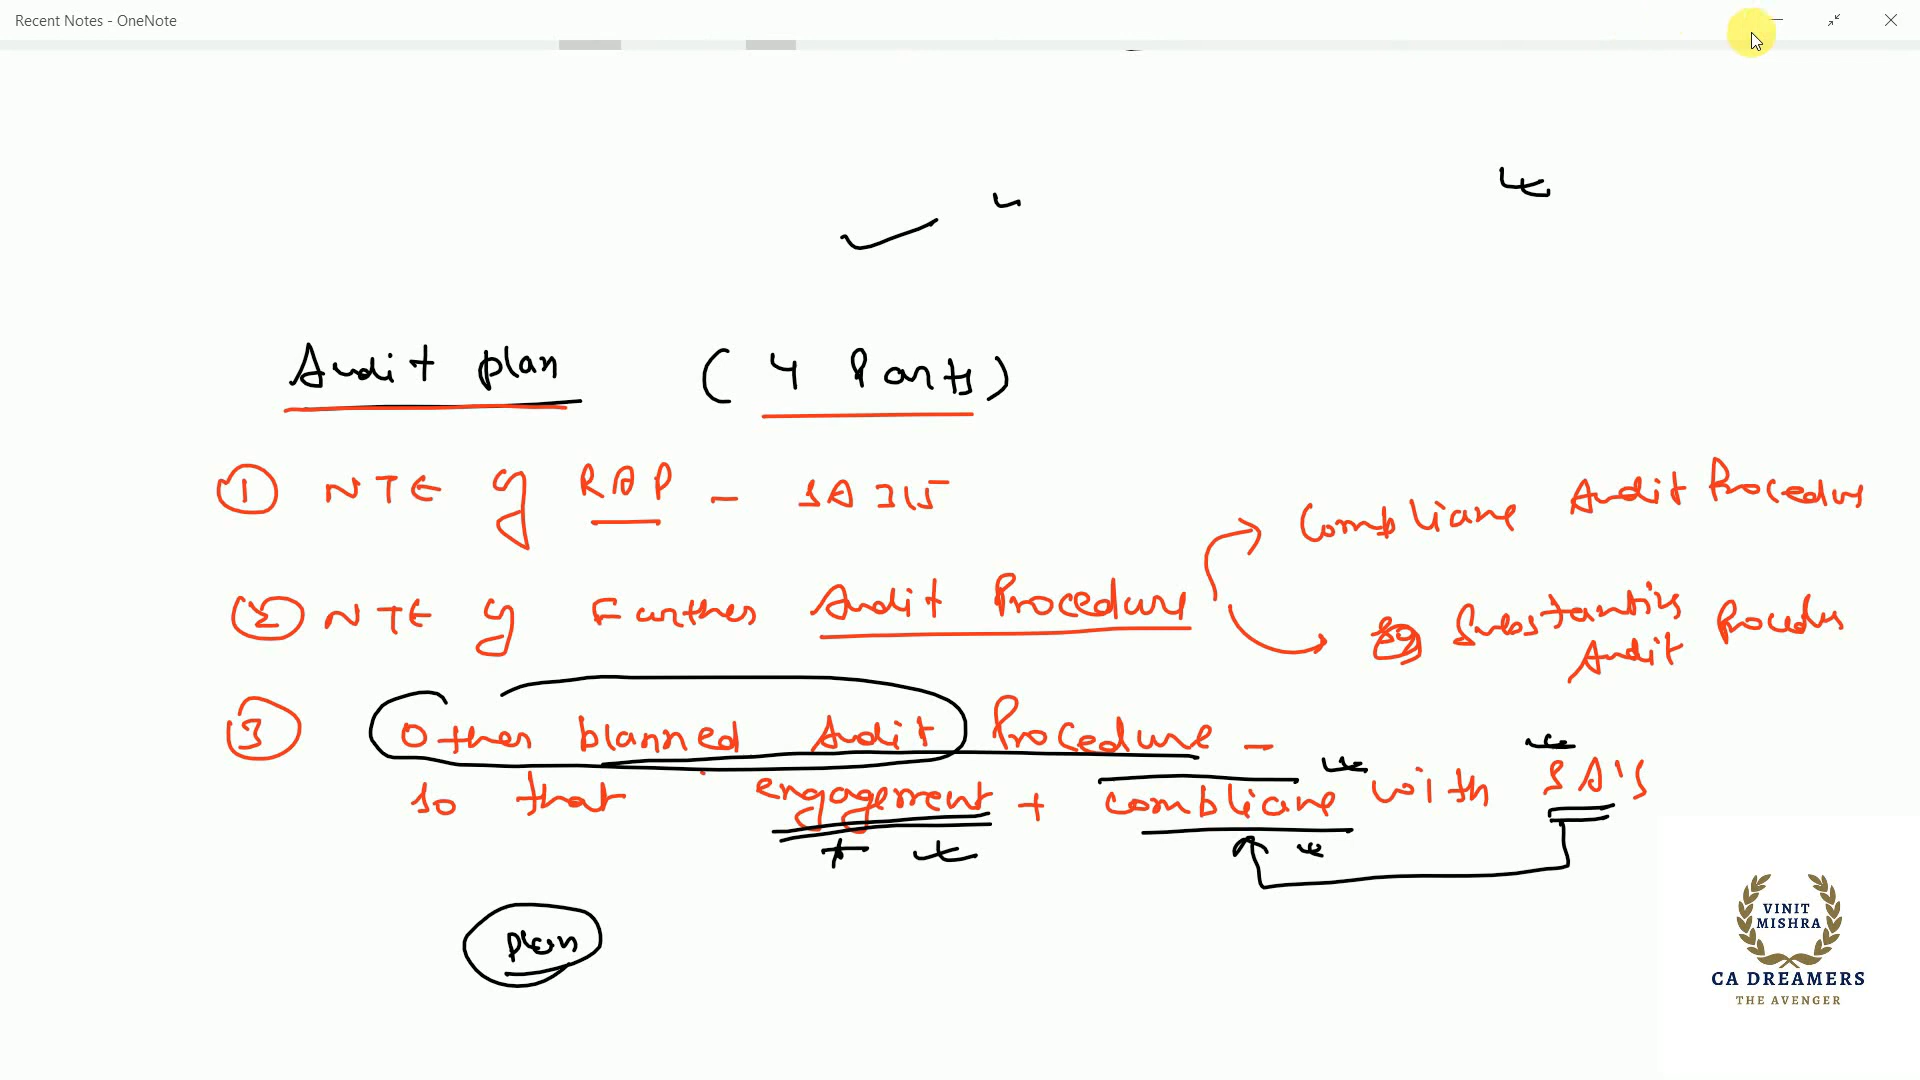 Recent Notes - OneNote
Audit plan ( 4 Parts )
① NTE of RAP - SA 315
Compliance Audit Procedure
② NTE of Further Audit Procedure
Substantive Audit Procedure
③ Other planned Audit Procedure -
so that engagement + compliance with SA'S
plan
VINIT
MISHRA
CA DREAMERS
THE AVENGER